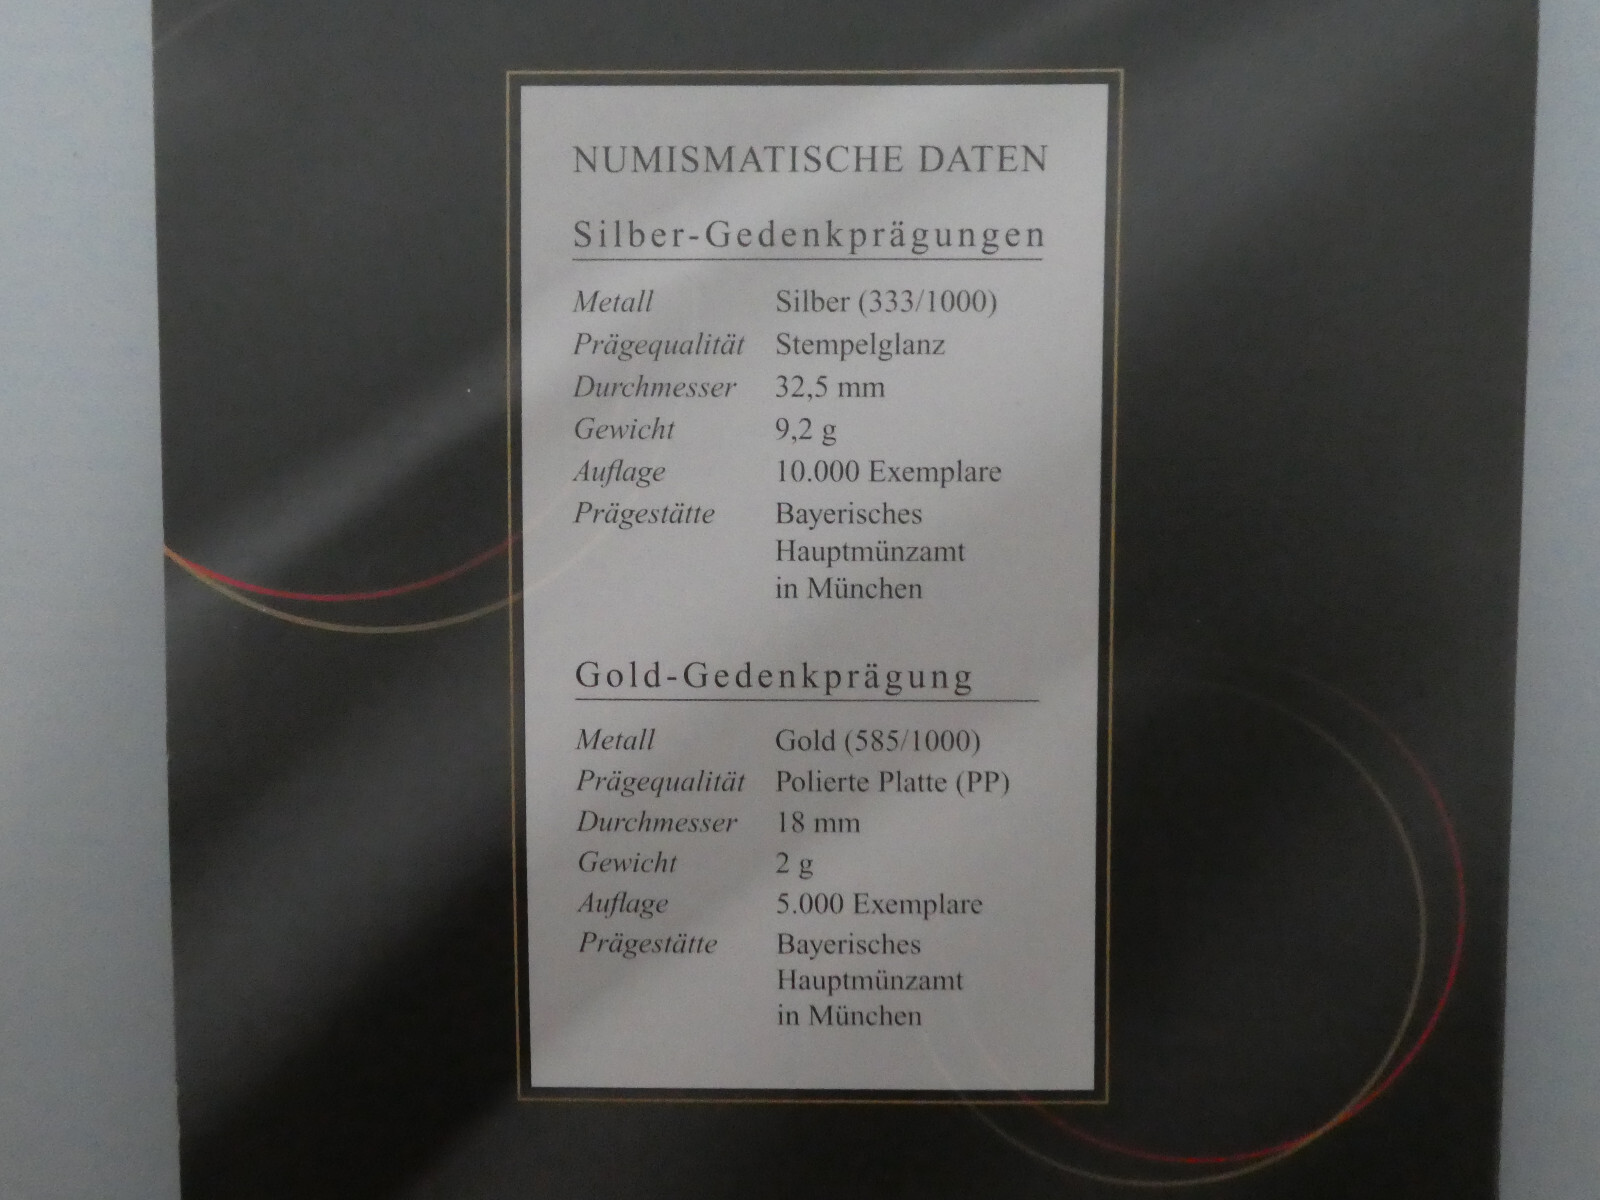 NUMISMATISCHE DATEN
Silber-Gedenkprägungen
Metall Silber (333/1000)
Prägequalität Stempelglanz
Durchmesser 32,5 mm
Gewicht 9,2 g
Auflage 10.000 Exemplare
Prägestätte Bayerisches
Hauptmünzamt
in München
Gold-Gedenkprägung
Metall Gold (585/1000)
Prägequalität Polierte Platte (PP)
Durchmesser 18 mm
Gewicht 2 g
Auflage 5.000 Exemplare
Prägestätte Bayerisches
Hauptmünzamt
in München